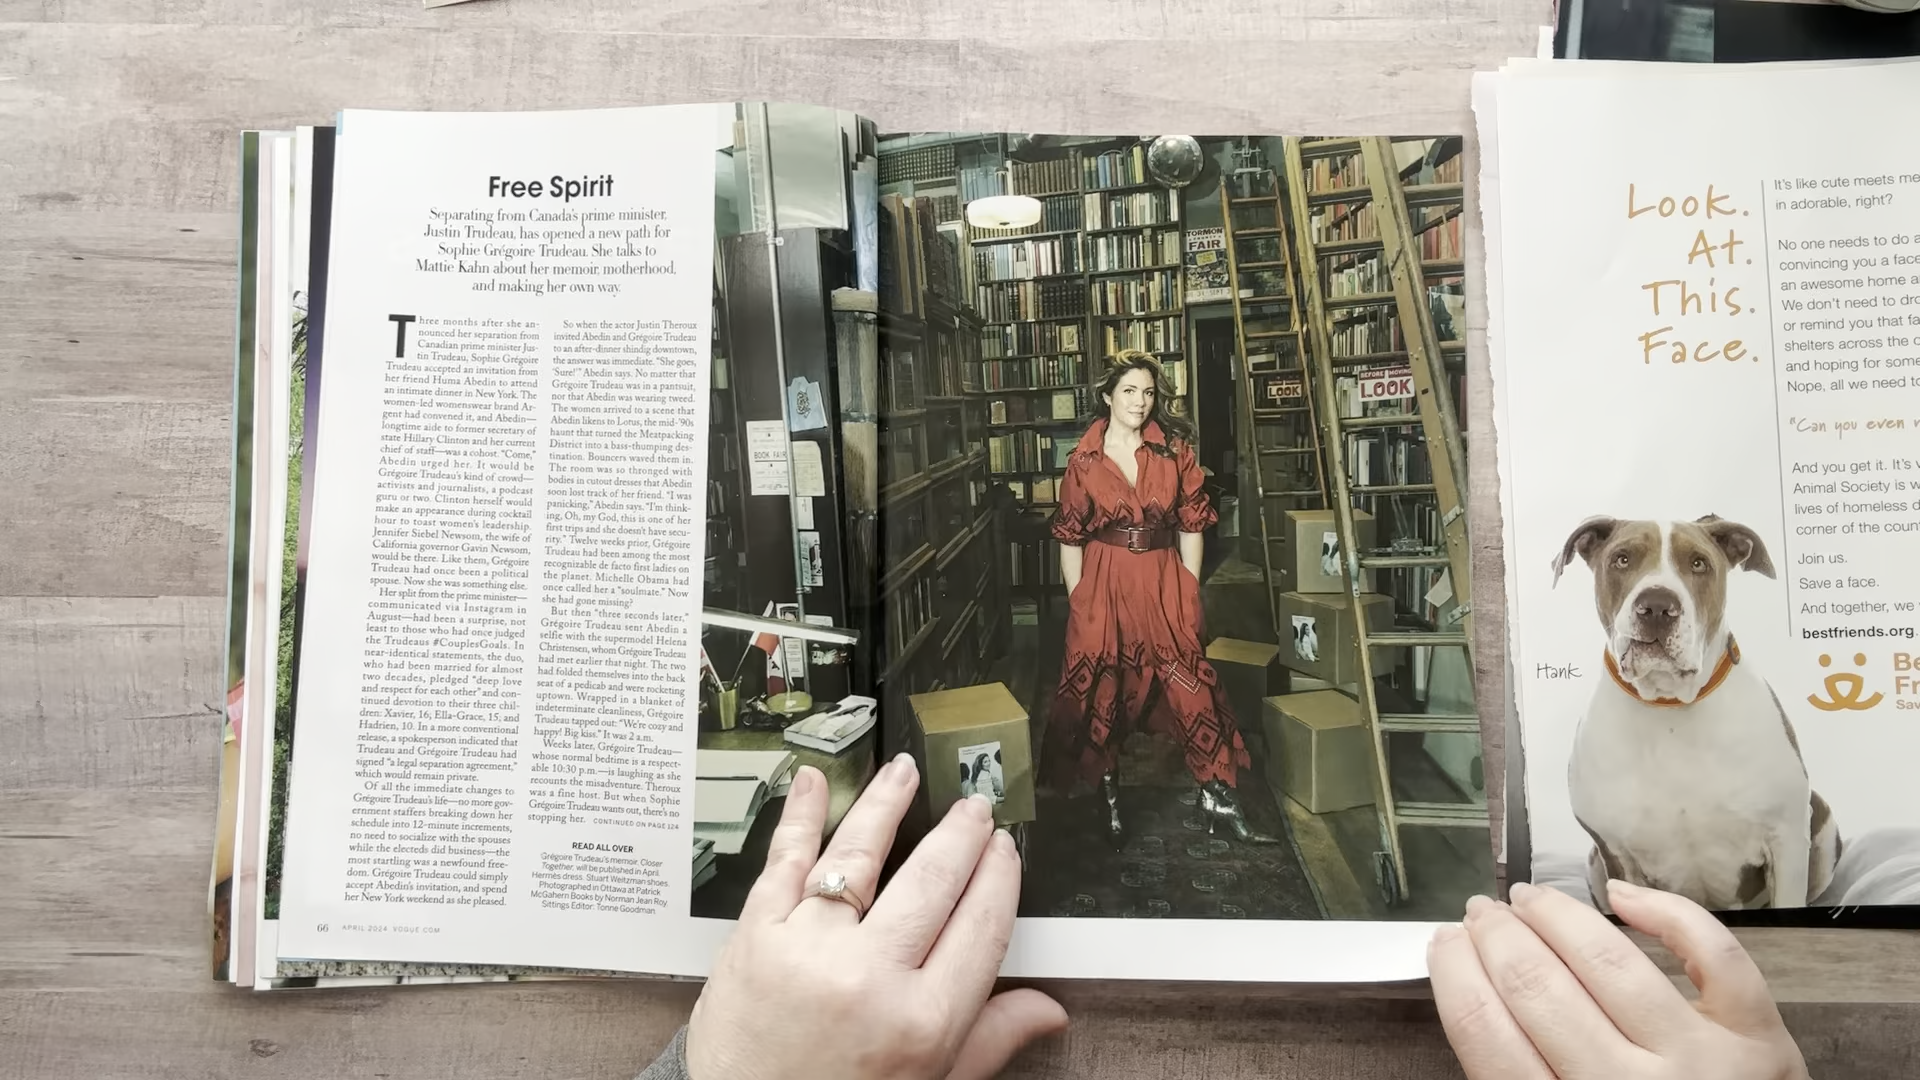 Free Spirit
Separating from Canada's prime minister,
Justin Trudeau, has opened a new path for
Sophie Grégoire Trudeau. She talks to
Mattie Kahn about her memoir, motherhood,
and making her own way.
Three months after she an-
nounced her separation from
Canadian prime minister Jus-
tin Trudeau, Sophie Grégoire
Trudeau accepted an invitation from
her friend Huma Abedin to attend
an intimate dinner in New York. The
women-led womenswear brand Ar-
gent had convened it, and Abedin—
longtime aide to former secretary of
state Hillary Clinton and her current
chief of staff—was a cohost. "Come,"
Abedin urged her. It would be
Grégoire Trudeau's kind of crowd—
activists and journalists, a podcast
guru or two. Clinton herself would
make an appearance during cocktail
hour to toast women's leadership.
Jennifer Siebel Newsom, the wife of
California governor Gavin Newsom,
would be there. Like them, Grégoire
Trudeau had once been a political
spouse. Now she was something else.
Her split from the prime minister—
communicated via Instagram in
August—had been a surprise, not
least to those who had once judged
the Trudeaus #CouplesGoals. In
near-identical statements, the duo,
who had been married for almost
two decades, pledged "deep love
and respect for each other" and con-
tinued devotion to their three chil-
dren: Xavier, 16; Ella-Grace, 15; and
Hadrien, 10. In a more conventional
release, a spokesperson indicated that
Trudeau and Grégoire Trudeau had
signed "a legal separation agreement,"
which would remain private.
Of all the immediate changes to
Grégoire Trudeau's life—no more gov-
ernment staffers breaking down her
schedule into 12-minute increments,
no need to socialize with the spouses
while the electeds did business—the
most startling was a newfound free-
dom. Grégoire Trudeau could simply
accept Abedin's invitation, and spend
her New York weekend as she pleased.
So when the actor Justin Theroux
invited Abedin and Grégoire Trudeau
to an after-dinner shindig downtown,
the answer was immediate. "She goes,
'Sure!'" Abedin says. No matter that
Grégoire Trudeau was in a pantsuit,
nor that Abedin was wearing tweed.
The women arrived to a scene that
Abedin likens to Lotus, the mid-'90s
haunt that turned the Meatpacking
District into a bass-thumping des-
tination. Bouncers waved them in.
The room was so thronged with
bodies in cutout dresses that Abedin
soon lost track of her friend. "I was
panicking," Abedin says. "I'm think-
ing, Oh, my God, this is one of her
first trips and she doesn't have secu-
rity." Twelve weeks prior, Grégoire
Trudeau had been among the most
recognizable de facto first ladies on
the planet. Michelle Obama had
once called her a "soulmate." Now
she had gone missing?
But then "three seconds later,"
Grégoire Trudeau sent Abedin a
selfie with the supermodel Helena
Christensen, whom Grégoire Trudeau
had met earlier that night. The two
had folded themselves into the back
seat of a pedicab and were rocketing
uptown. Wrapped in a blanket of
indeterminate cleanliness, Grégoire
Trudeau tapped out: "We're cozy and
happy! Big kiss." It was 2 a.m.
Weeks later, Grégoire Trudeau—
whose normal bedtime is a respect-
able 10:30 p.m.—is laughing as she
recounts the misadventure. Theroux
was a fine host. But when Sophie
Grégoire Trudeau wants out, there's no
stopping her. CONTINUED ON PAGE 124
READ ALL OVER
Grégoire Trudeau's memoir, Closer
Together, will be published in April.
Hermès dress. Stuart Weitzman shoes.
Photographed in Ottawa at Patrick
McGahern Books by Norman Jean Roy.
Sittings Editor: Tonne Goodman.
66 APRIL 2024 VOGUE.COM
BOOK FAIR
STORMON
FAIR
LOOK
BEFORE MOVING
LOOK
Look.
At.
This.
Face.
It's like cute meets me
in adorable, right?
No one needs to do a
convincing you a face
an awesome home a
We don't need to dro
or remind you that fa
shelters across the c
and hoping for some
Nope, all we need to
"Can you even
And you get it. It's
Animal Society is w
lives of homeless d
corner of the coun
Join us.
Save a face.
And together, we
bestfriends.org.
Hank
Be
Fr
Sav